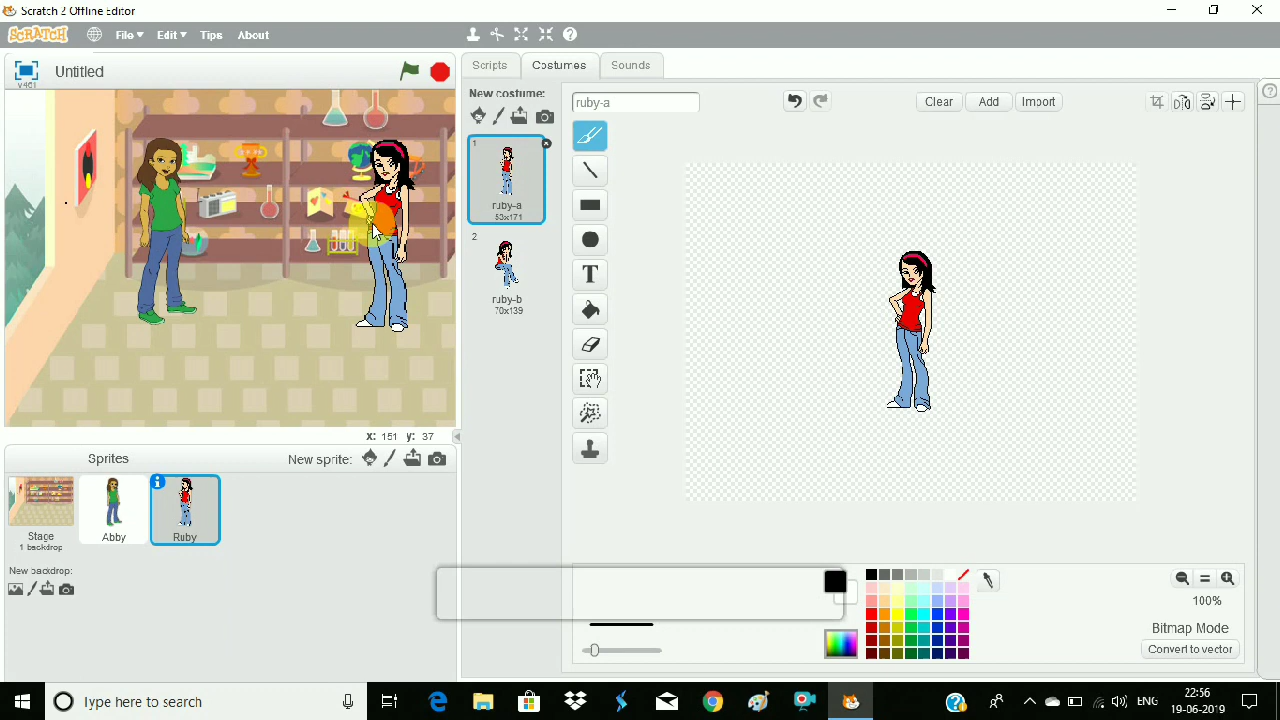 Scratch 2 Offline Editor
SCRATCH File Edit Tips About
v461 Untitled
Scripts Costumes Sounds
New costume:
ruby-a
Clear Add Import
1
ruby-a
53x171
2
ruby-b
70x139
T
x: 151 y: 37
Sprites New sprite:
Stage
1 backdrop
Abby
Ruby
New backdrop:
100%
Bitmap Mode
Convert to vector
Type here to search
ENG
22:56
19-06-2019